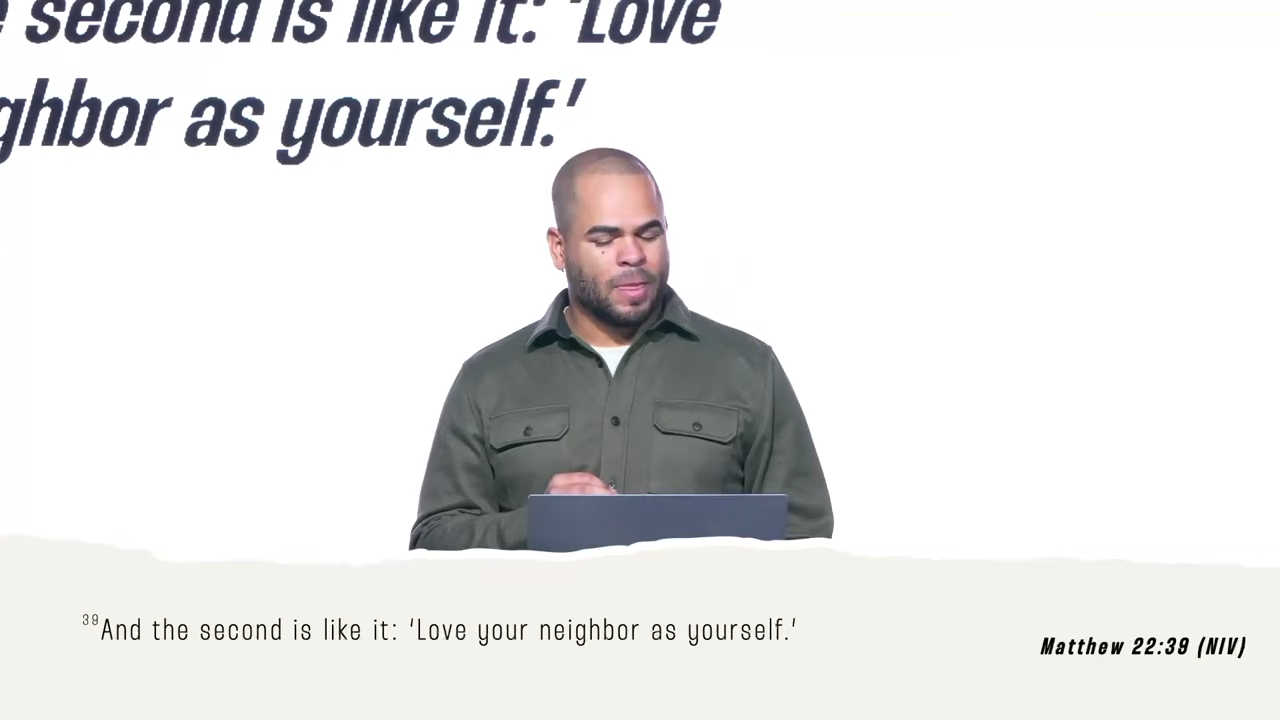 second is like it: 'Love
as yourself.'
³⁹And the second is like it: 'Love your neighbor as yourself.'
Matthew 22:39 (NIV)